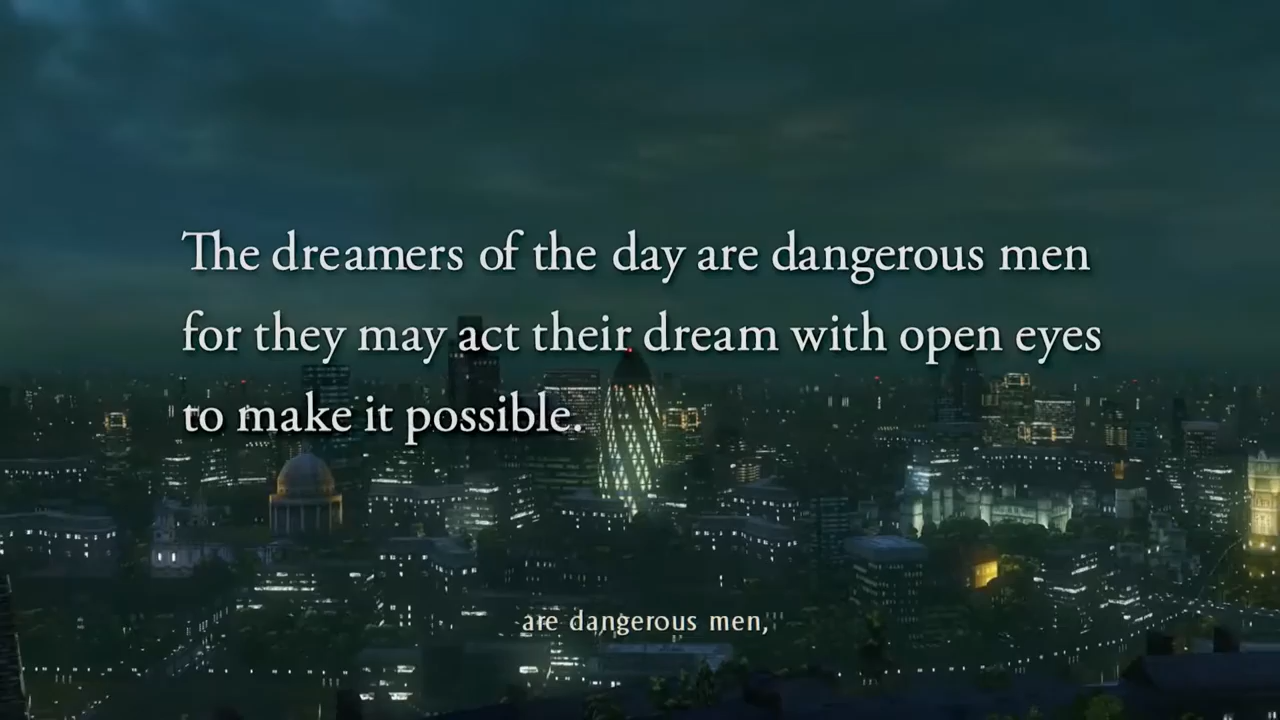 The dreamers of the day are dangerous men
for they may act their dream with open eyes
to make it possible.
are dangerous men,